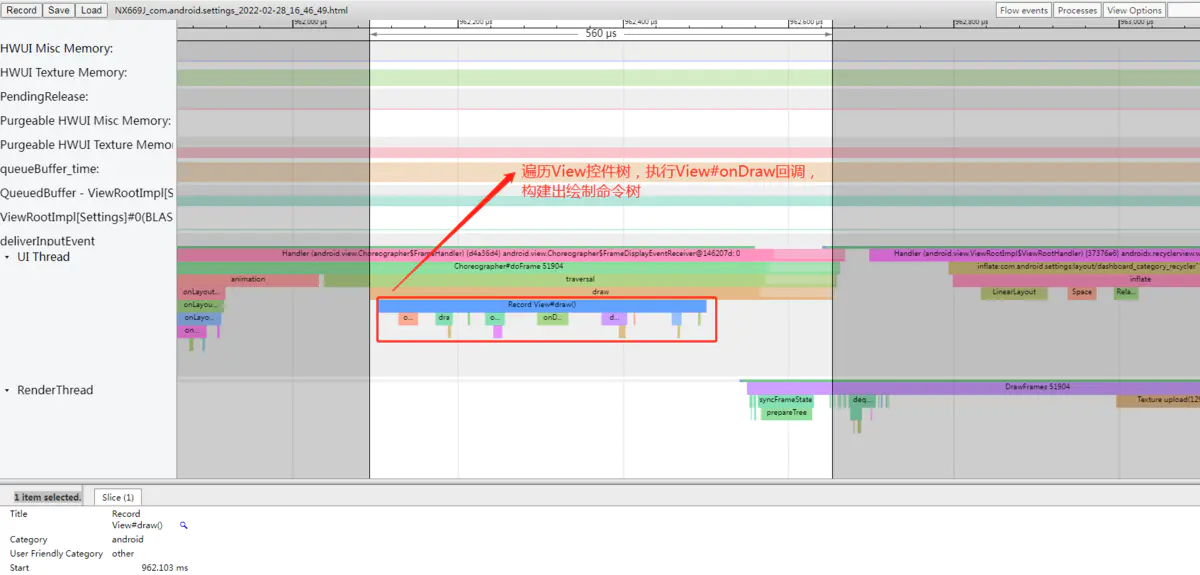 Record Save Load NX669J_com.android.settings_2022-02-28_16_46_49.html Flow events Processes View Options
962,000 µs 962,200 µs 962,400 µs 962,600 µs 962,800 µs 963,000 µs
560 µs
HWUI Misc Memory:
HWUI Texture Memory:
PendingRelease:
Purgeable HWUI Misc Memory:
Purgeable HWUI Texture Memo
queueBuffer_time:
遍历View控件树，执行View#onDraw回调，
构建出绘制命令树
QueuedBuffer - ViewRootImpl[S
ViewRootImpl[Settings]#0(BLAS
deliverInputEvent
UI Thread
Handler (android.view.Choreographer$FrameHandler) {d4a36d4} android.view.Choreographer$FrameDisplayEventReceiver@146207d: 0
Handler (android.view.ViewRootImpl$ViewRootHandler) {37376e6} androidx.recyclerview.w
Choreographer#doFrame 51904
inflate:com.android.settings:layout/dashboard_category_recycler
animation traversal inflate
onLayout... draw LinearLayout Space Rela...
onLayou... Record View#draw()
onLayo... o... dra o... onD... d...
on...
RenderThread
DrawFrames 51904
syncFrameState deq... Texture upload(129
prepareTree
1 item selected. Slice (1)
Title Record
View#draw()
Category android
User Friendly Category other
Start 962.103 ms